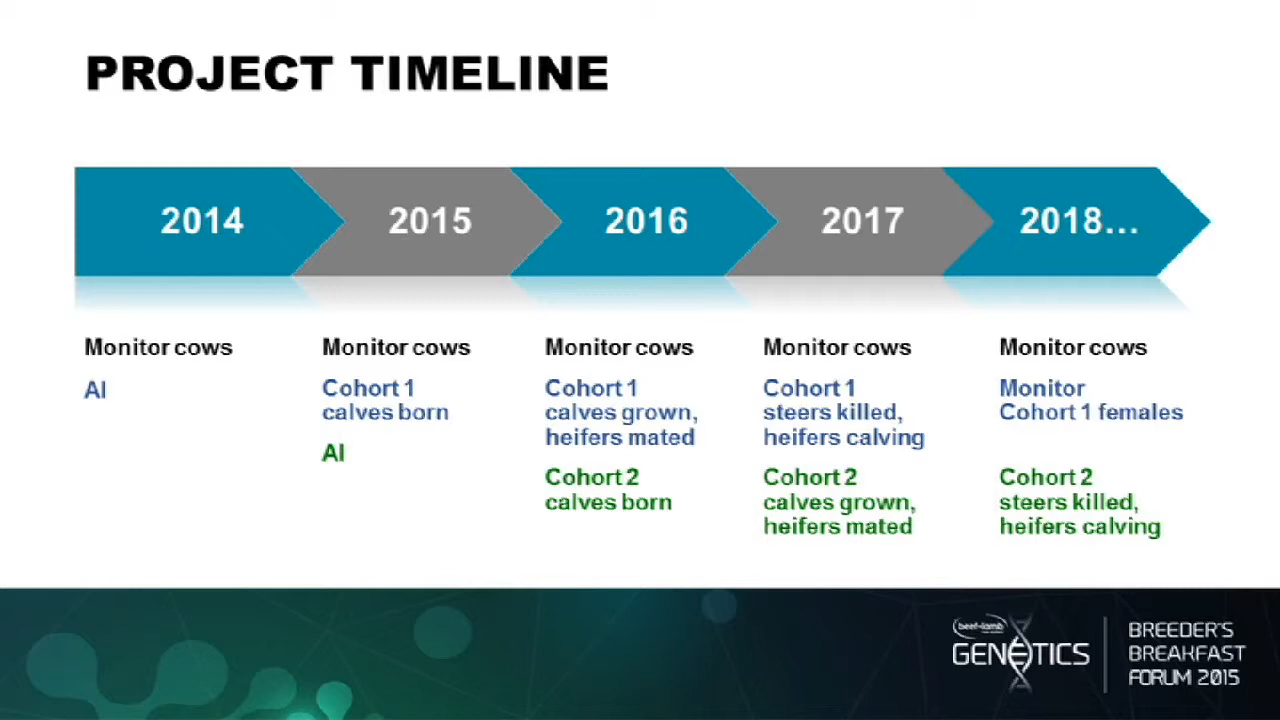 PROJECT TIMELINE
2014
2015
2016
2017
2018...
Monitor cows
AI
Monitor cows
Cohort 1
calves born
AI
Monitor cows
Cohort 1
calves grown,
heifers mated
Cohort 2
calves born
Monitor cows
Cohort 1
steers killed,
heifers calving
Cohort 2
calves grown,
heifers mated
Monitor cows
Monitor
Cohort 1 females
Cohort 2
steers killed,
heifers calving
beef+lamb
GENETICS
BREEDER'S
BREAKFAST
FORUM 2015